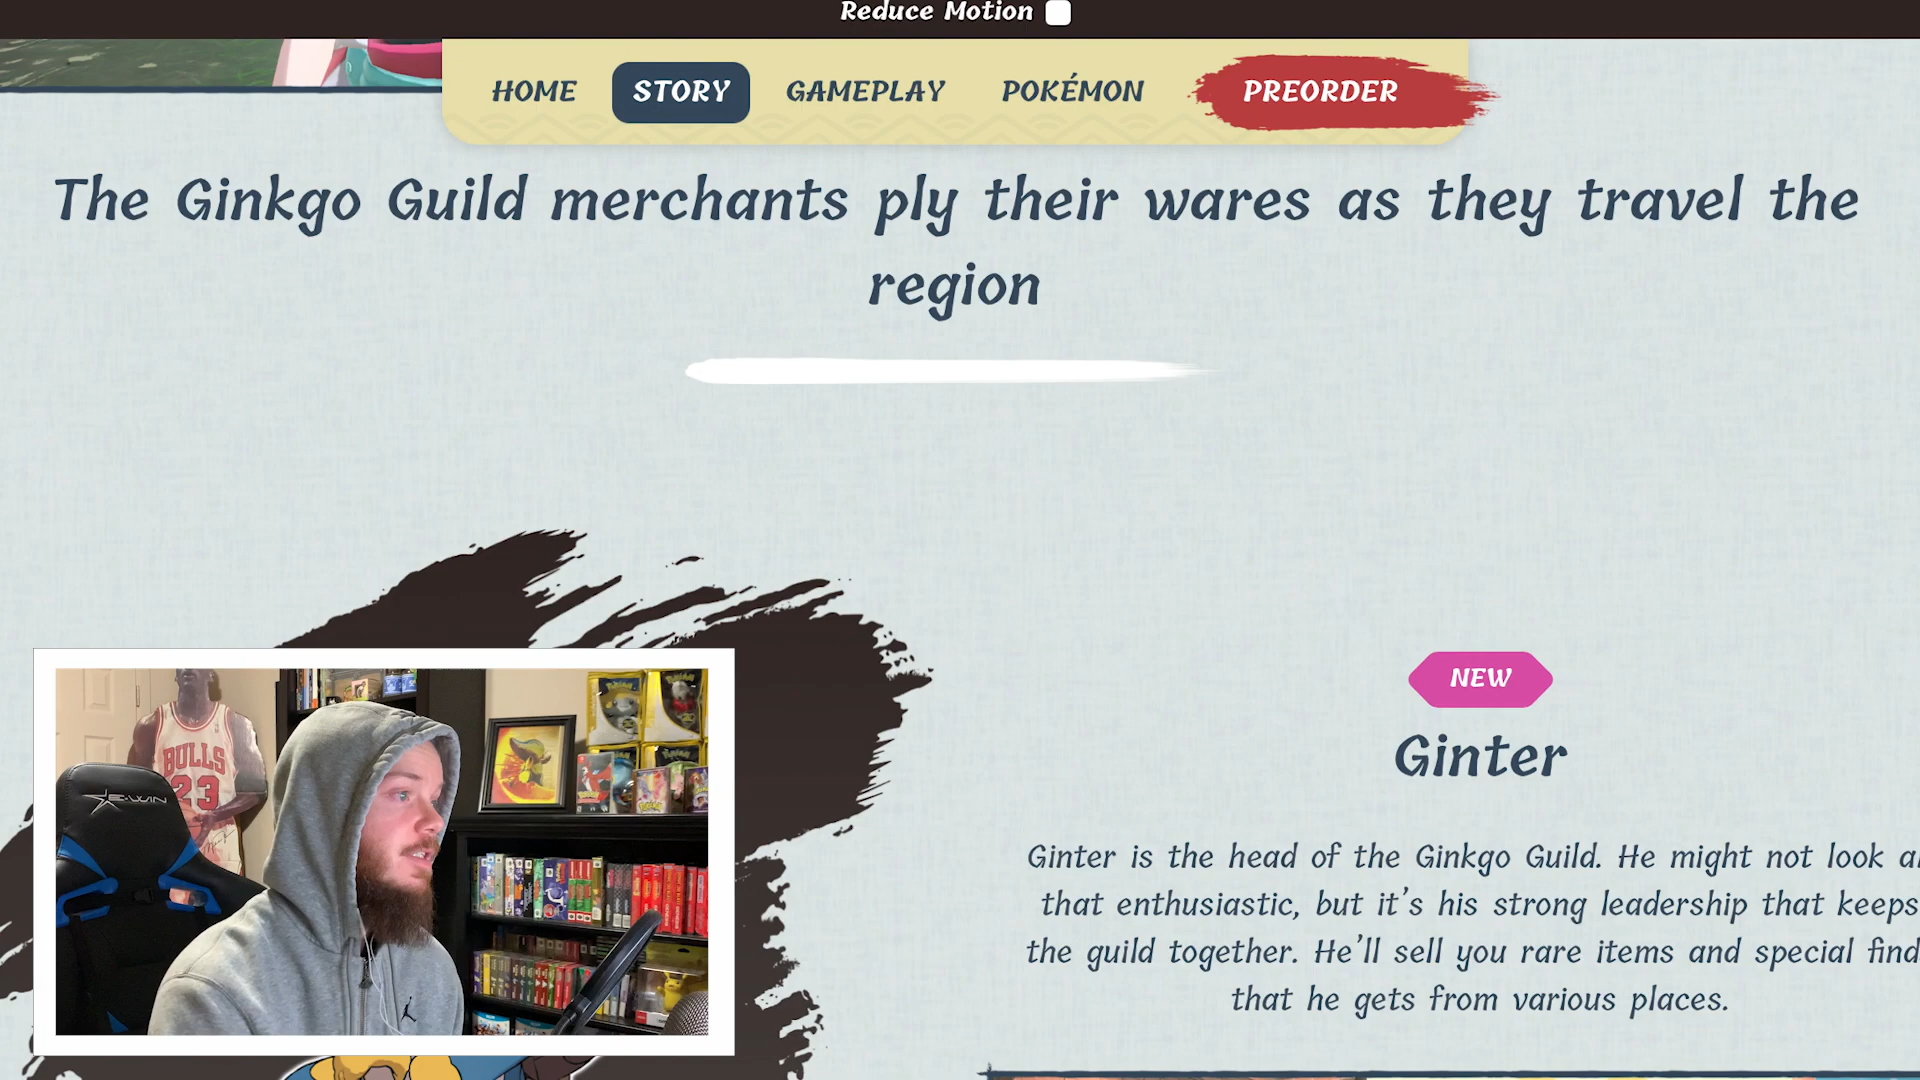 Reduce Motion
HOME STORY GAMEPLAY POKÉMON PREORDER
The Ginkgo Guild merchants ply their wares as they travel the
region
NEW
Ginter
Ginter is the head of the Ginkgo Guild. He might not look
that enthusiastic, but it's his strong leadership that keeps
the guild together. He'll sell you rare items and special
that he gets from various places.
BULLS
23
E-WIN